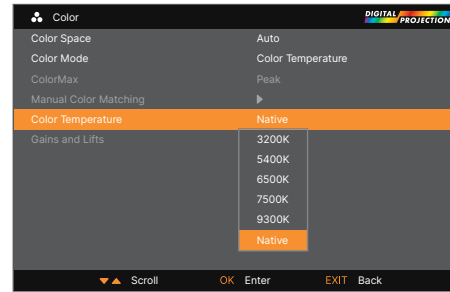 Color
DIGITAL PROJECTION
Color Space Auto
Color Mode Color Temperature
ColorMax Peak
Manual Color Matching
Color Temperature Native
Gains and Lifts 3200K
5400K
6500K
7500K
9300K
Native
Scroll OK Enter EXIT Back